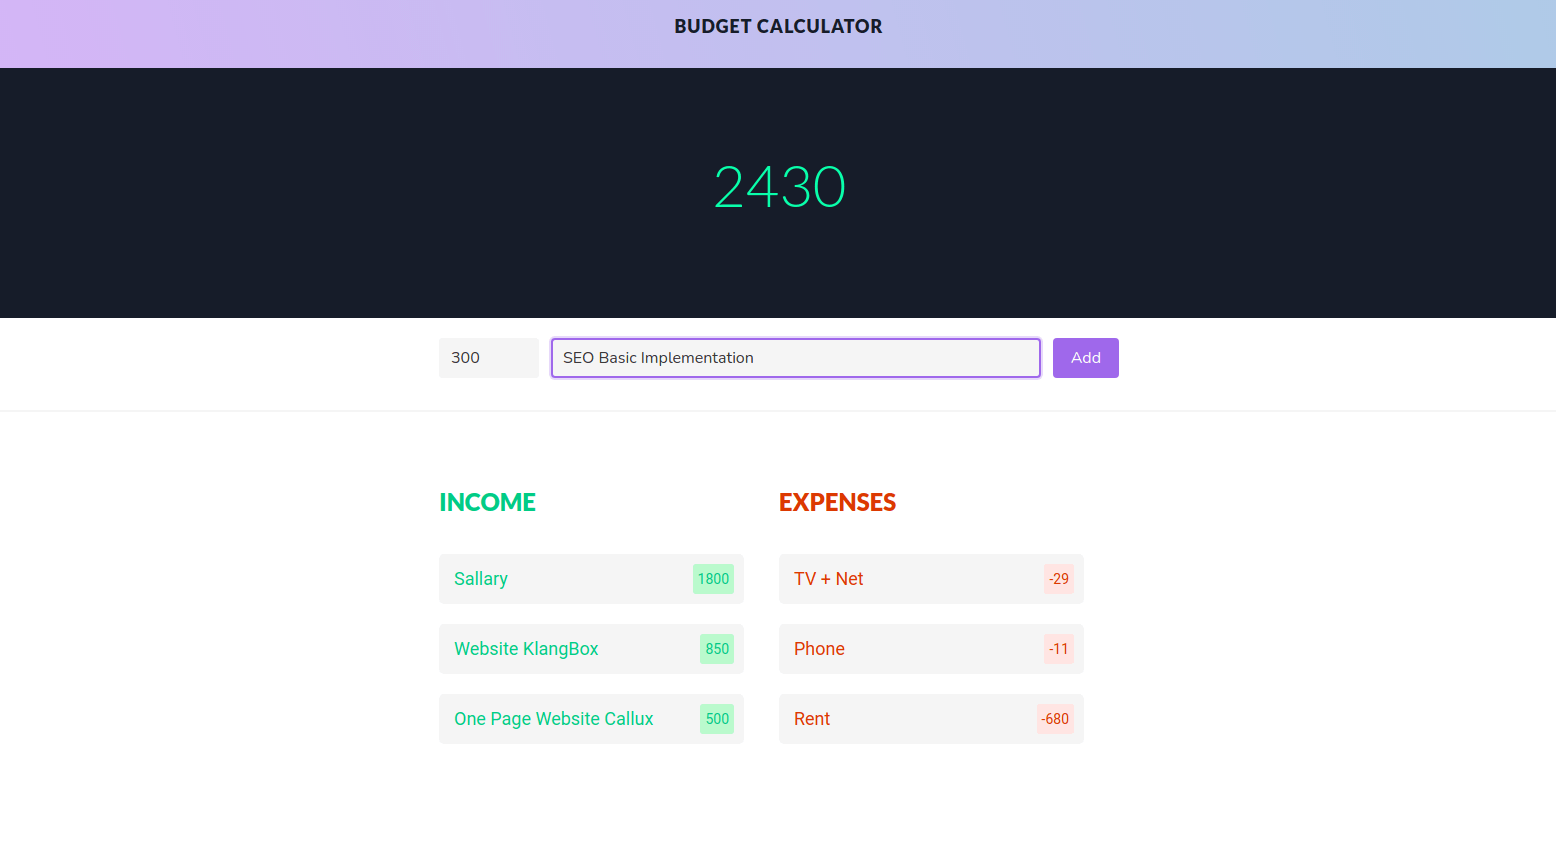 BUDGET CALCULATOR
2430
300 SEO Basic Implementation Add
INCOME
Sallary 1800
Website KlangBox 850
One Page Website Callux 500
EXPENSES
TV + Net -29
Phone -11
Rent -680